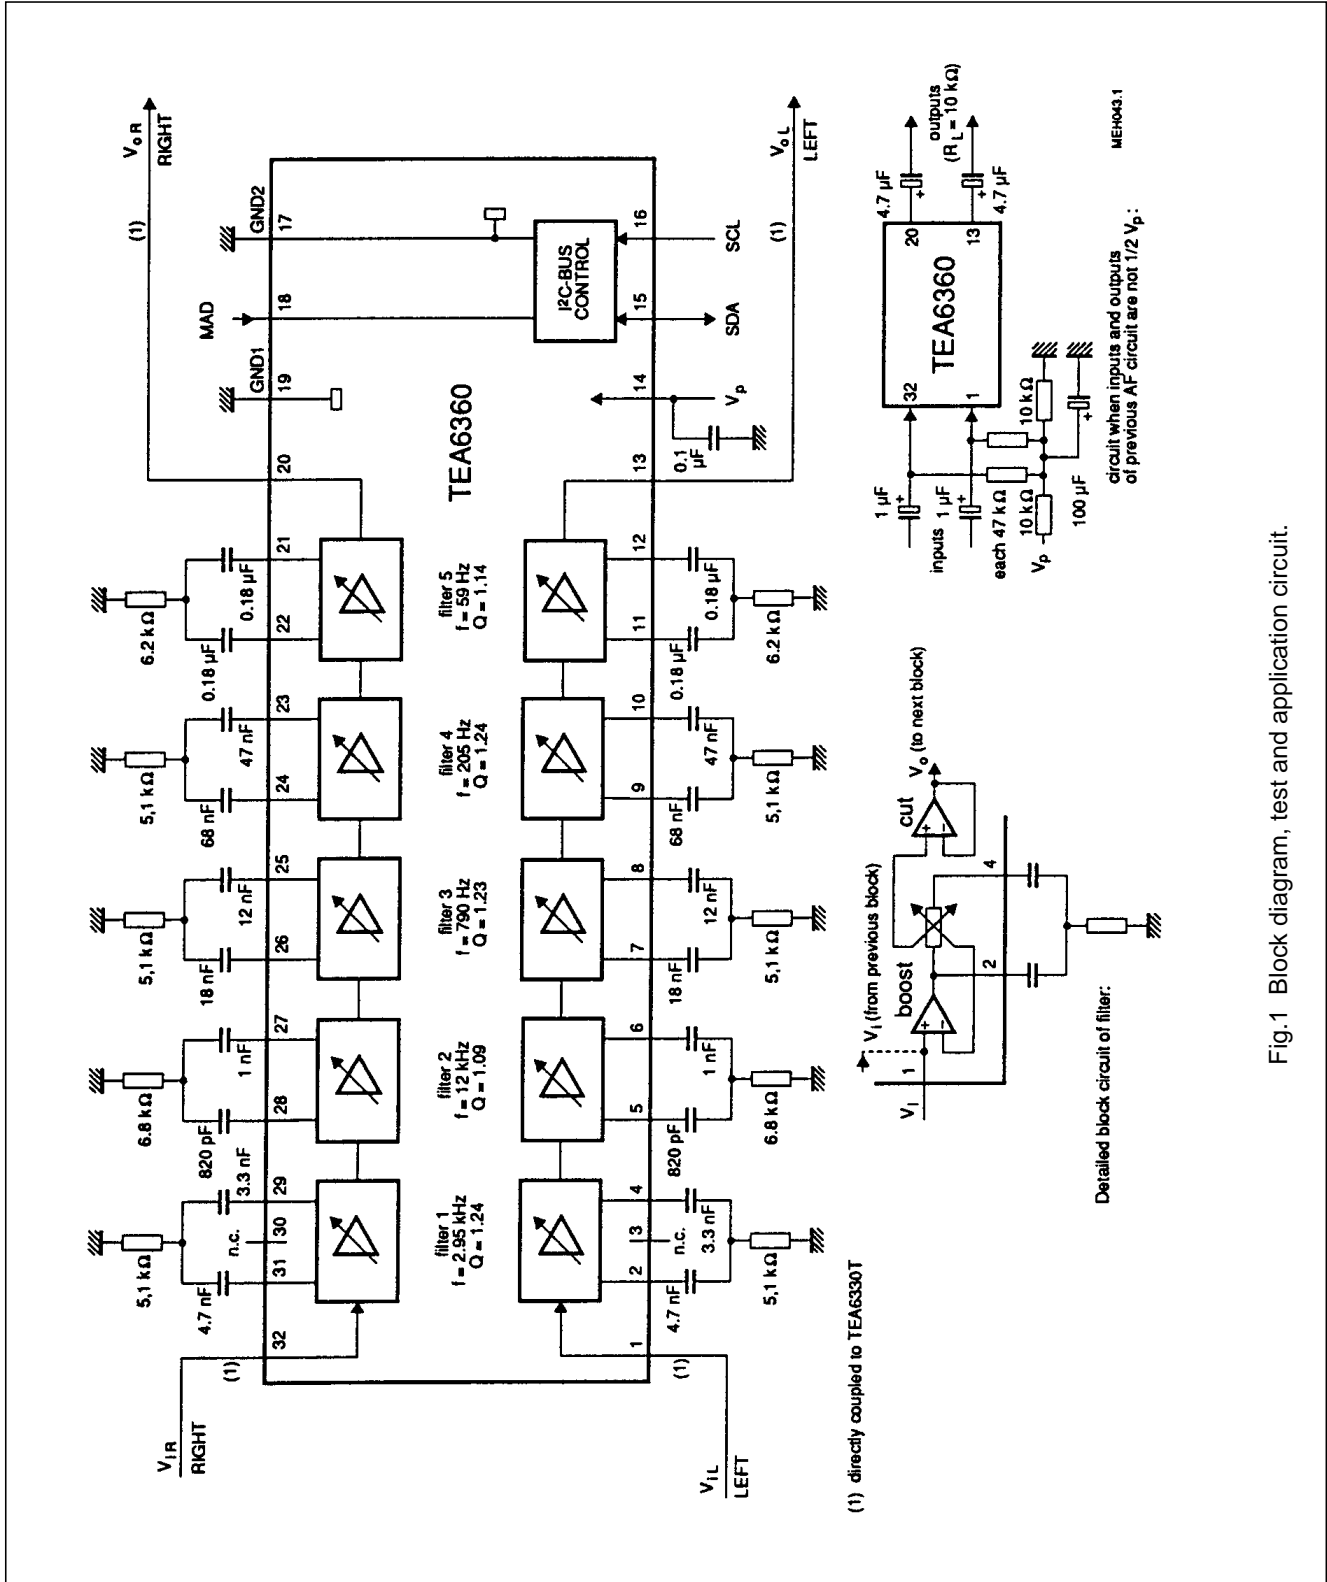 V_iR
RIGHT
(1)
32
5,1 kΩ
4.7 nF
31
n.c.
30
3.3 nF
29
6.8 kΩ
820 pF
28
1 nF
27
5,1 kΩ
18 nF
26
12 nF
25
5,1 kΩ
68 nF
24
47 nF
23
6.2 kΩ
0.18 µF
22
0.18 µF
21
20
GND1
19
MAD
18
GND2
17
(1)
V_oR
RIGHT
filter 1
f = 2.95 kHz
Q = 1.24
filter 2
f = 12 kHz
Q = 1.09
filter 3
f = 790 Hz
Q = 1.23
filter 4
f = 205 Hz
Q = 1.24
filter 5
f = 59 Hz
Q = 1.14
TEA6360
I²C-BUS
CONTROL
V_iL
LEFT
(1)
1
2
4.7 nF
3
n.c.
4
3.3 nF
5,1 kΩ
5
820 pF
6
1 nF
6.8 kΩ
7
18 nF
8
12 nF
5,1 kΩ
9
68 nF
10
47 nF
5,1 kΩ
11
0.18 µF
12
0.18 µF
6.2 kΩ
13
0.1
µF
14
V_p
15
SDA
16
SCL
(1)
V_oL
LEFT
(1) directly coupled to TEA6330T
V_i
1
V_i (from previous block)
boost
2
4
cut
V_o (to next block)
Detailed block circuit of filter:
inputs
1 µF
1 µF
each 47 kΩ
V_p
10 kΩ
10 kΩ
100 µF
32
1
TEA6360
20
13
4.7 µF
4.7 µF
outputs
(R_L = 10 kΩ)
circuit when inputs and outputs
of previous AF circuit are not 1/2 V_p:
MEH043.1
Fig.1 Block diagram, test and application circuit.